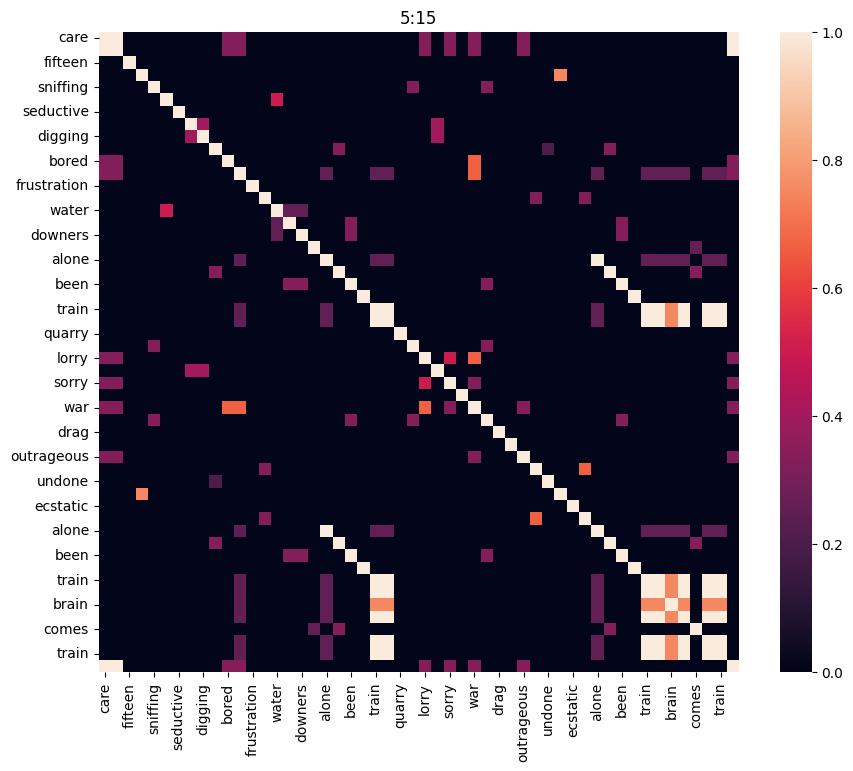 5:15
care
fifteen
sniffing
seductive
digging
bored
frustration
water
downers
alone
been
train
quarry
lorry
sorry
war
drag
outrageous
undone
ecstatic
alone
been
train
brain
comes
train
1.0
0.8
0.6
0.4
0.2
0.0
care
fifteen
sniffing
seductive
digging
bored
frustration
water
downers
alone
been
train
quarry
lorry
sorry
war
drag
outrageous
undone
ecstatic
alone
been
train
brain
comes
train